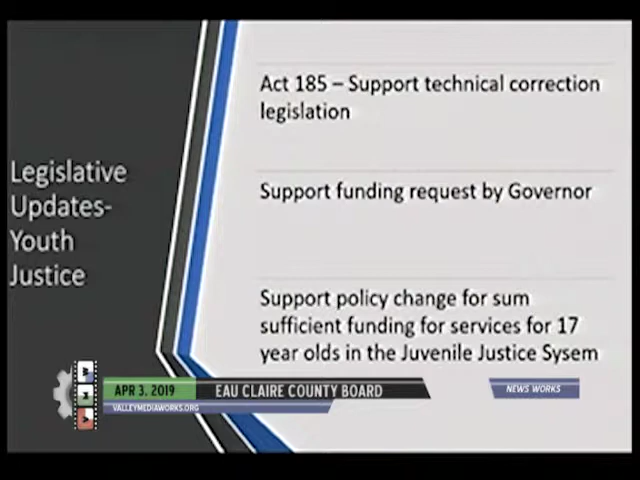 Legislative
Updates-
Youth
Justice
Act 185 – Support technical correction
legislation
Support funding request by Governor
Support policy change for sum
sufficient funding for services for 17
year olds in the Juvenile Justice Sysem
APR 3, 2019
EAU CLAIRE COUNTY BOARD
NEWS WORKS
VALLEYMEDIAWORKS.ORG